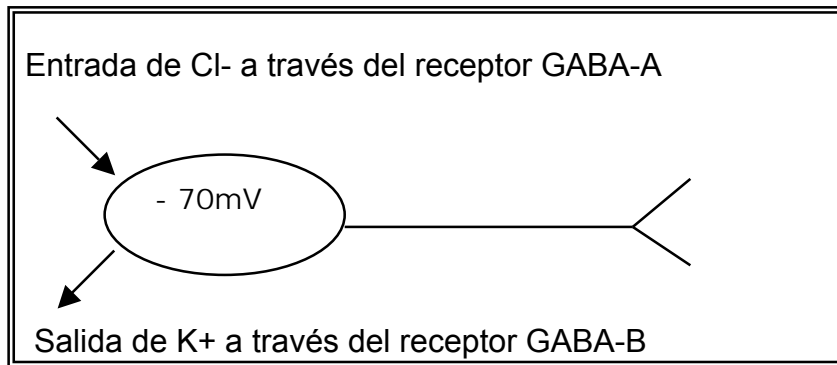 Entrada de Cl- a través del receptor GABA-A
- 70mV
Salida de K+ a través del receptor GABA-B